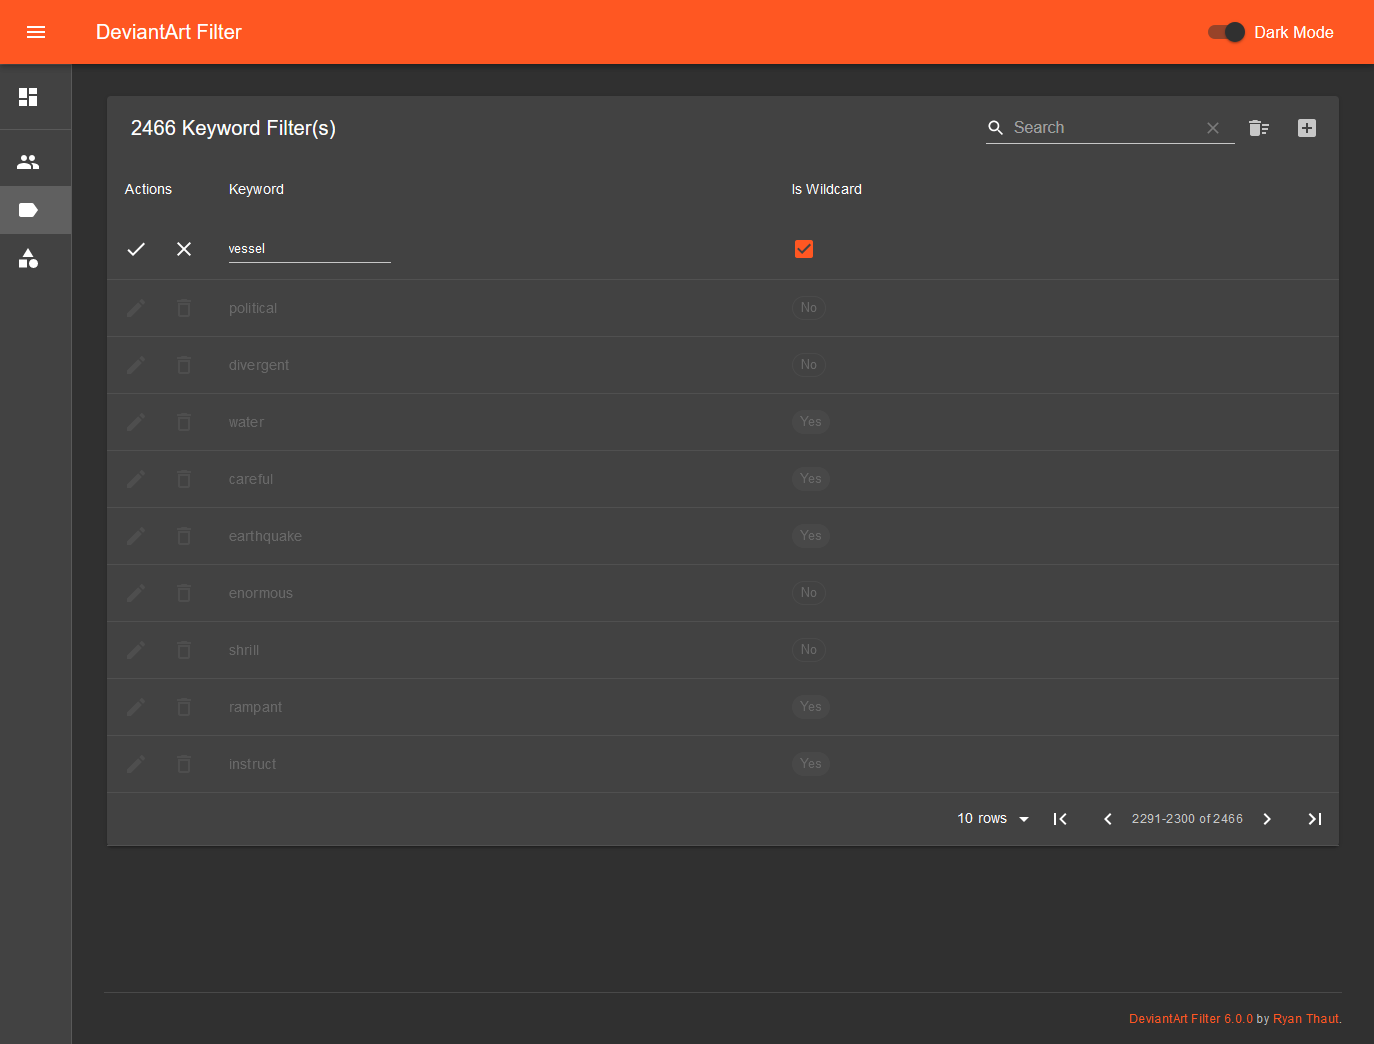 DeviantArt Filter
Dark Mode
2466 Keyword Filter(s)
Search
Actions Keyword Is Wildcard
vessel
political No
divergent No
water Yes
careful Yes
earthquake Yes
enormous No
shrill No
rampant Yes
instruct Yes
10 rows 2291-2300 of 2466
DeviantArt Filter 6.0.0 by Ryan Thaut.